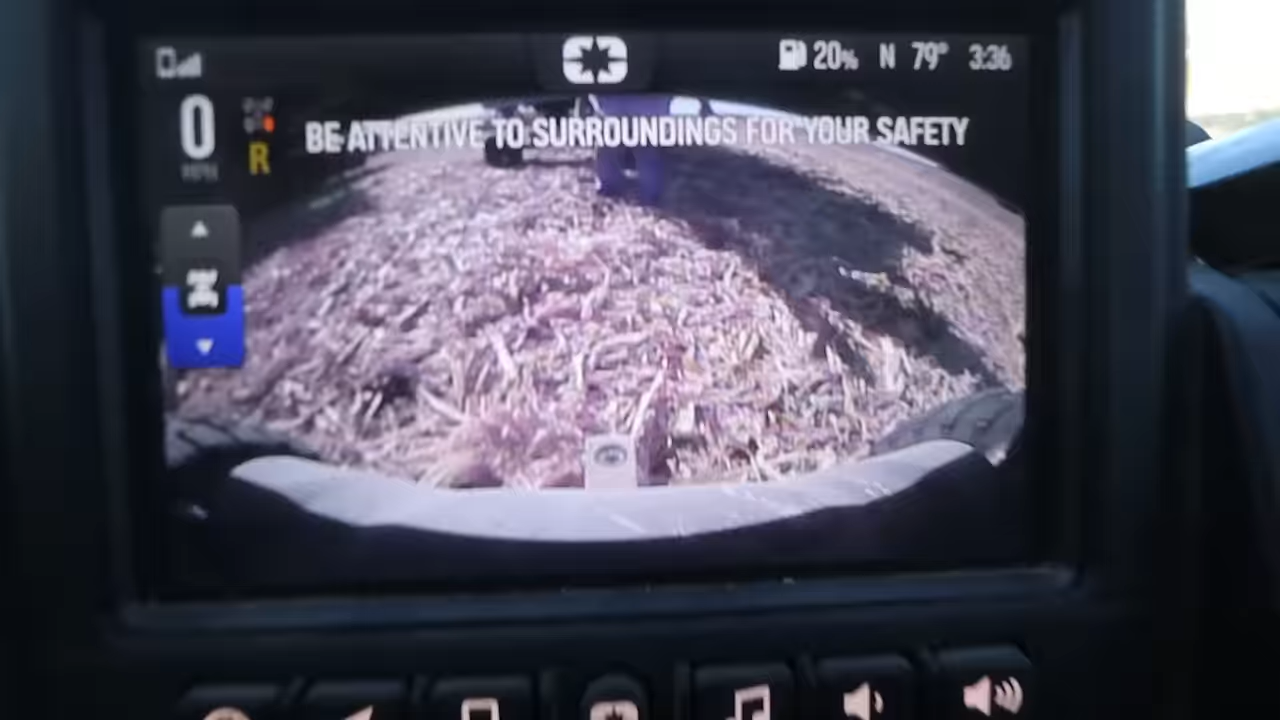 20% N 79° 3:36
0
MPH
R
BE ATTENTIVE TO SURROUNDINGS FOR YOUR SAFETY